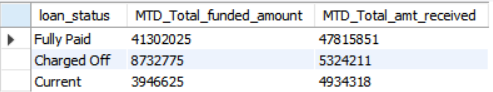 loan_status MTD_Total_funded_amount MTD_Total_amt_received
Fully Paid 41302025 47815851
Charged Off 8732775 5324211
Current 3946625 4934318